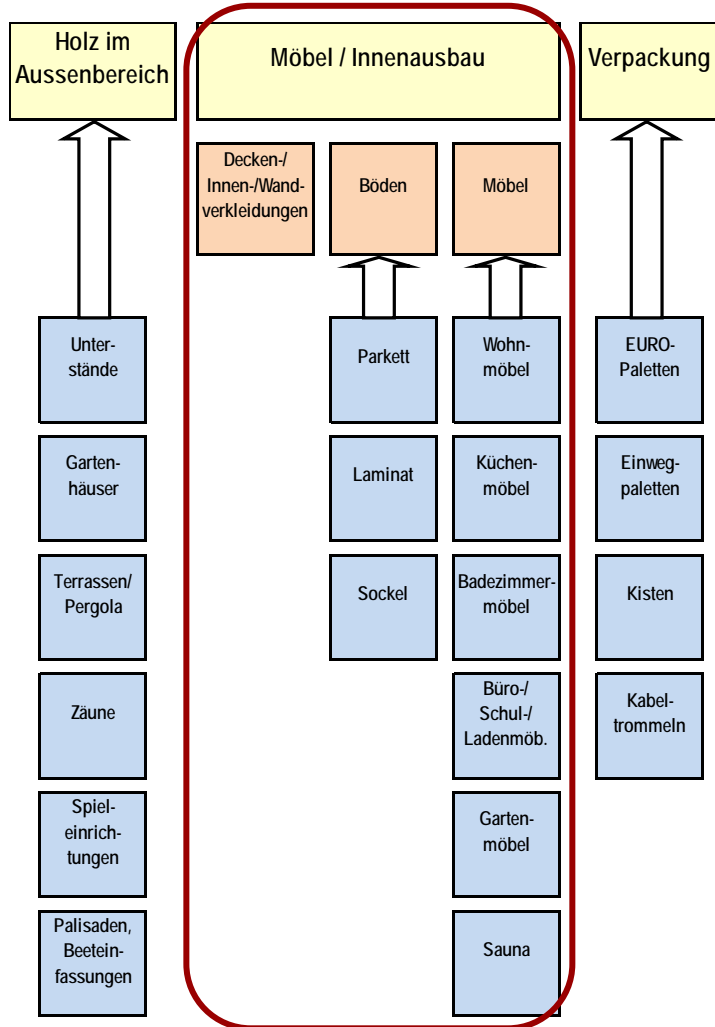 Holz im
Aussenbereich
Möbel / Innenausbau
Verpackung
Decken-/
Innen-/Wand-
verkleidungen
Böden
Möbel
Unter-
stände
Parkett
Wohn-
möbel
EURO-
Paletten
Garten-
häuser
Laminat
Küchen-
möbel
Einweg-
paletten
Terrassen/
Pergola
Sockel
Badezimmer-
möbel
Kisten
Zäune
Büro-/
Schul-/
Ladenmöb.
Kabel-
trommeln
Spiel-
einrich-
tungen
Garten-
möbel
Palisaden,
Beetein-
fassungen
Sauna